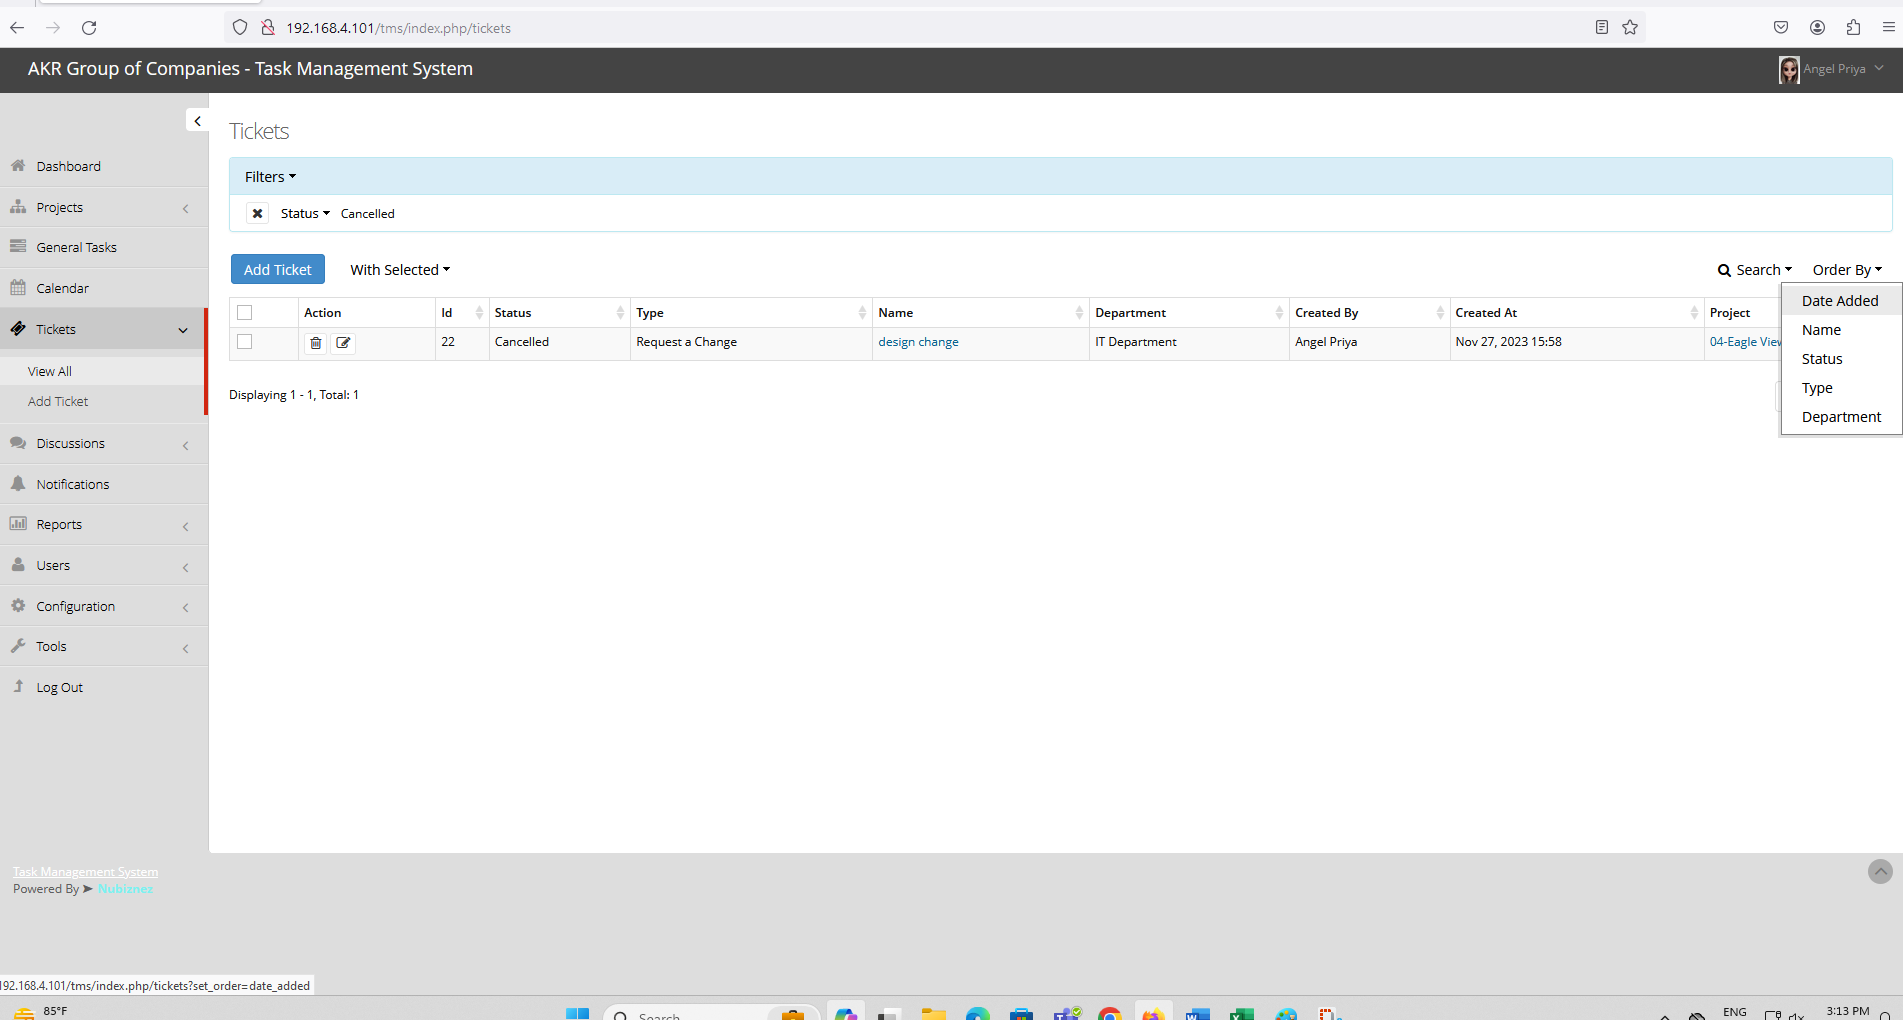 192.168.4.101/tms/index.php/tickets
AKR Group of Companies - Task Management System
Angel Priya
Tickets
Filters
Status Cancelled
Add Ticket With Selected Search Order By
Action Id Status Type Name Department Created By Created At Project
22 Cancelled Request a Change design change IT Department Angel Priya Nov 27, 2023 15:58 04-Eagle View
Displaying 1 - 1, Total: 1
Date Added
Name
Status
Type
Department
Dashboard
Projects
General Tasks
Calendar
Tickets
View All
Add Ticket
Discussions
Notifications
Reports
Users
Configuration
Tools
Log Out
Task Management System
Powered By Nubiznez
192.168.4.101/tms/index.php/tickets?set_order=date_added
85°F
Search
ENG
3:13 PM